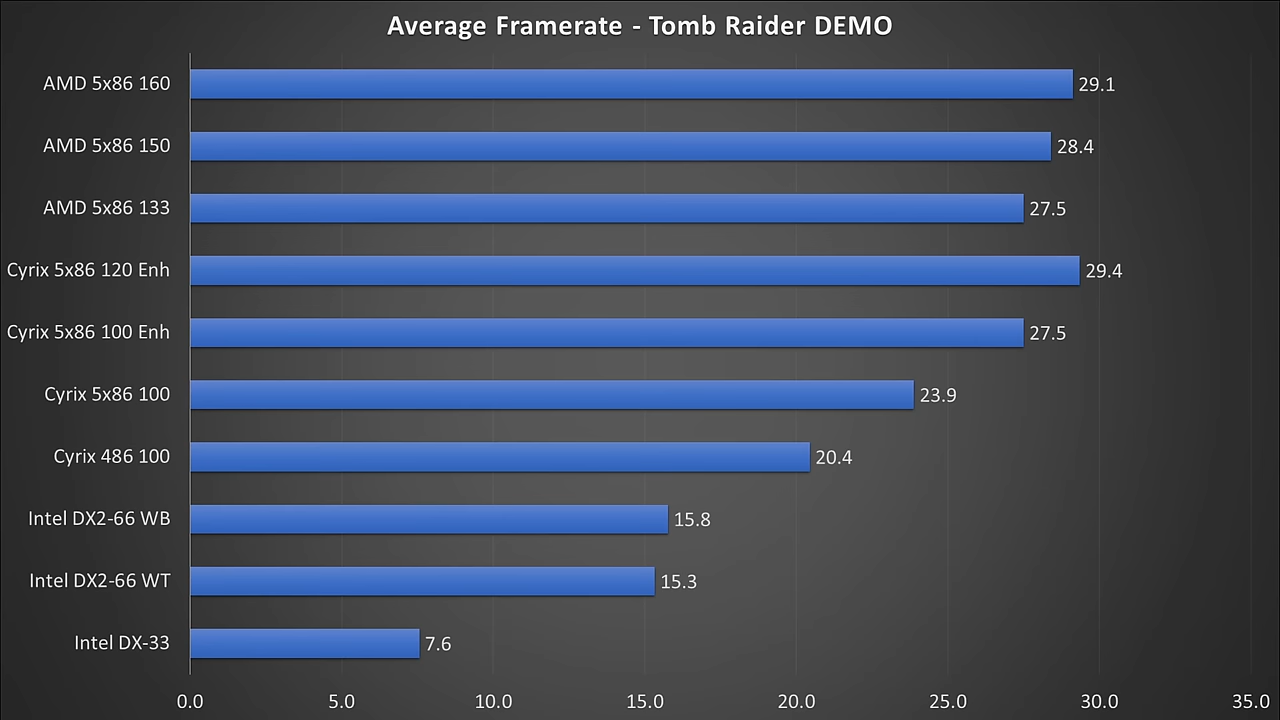 Average Framerate - Tomb Raider DEMO
AMD 5x86 160 29.1
AMD 5x86 150 28.4
AMD 5x86 133 27.5
Cyrix 5x86 120 Enh 29.4
Cyrix 5x86 100 Enh 27.5
Cyrix 5x86 100 23.9
Cyrix 486 100 20.4
Intel DX2-66 WB 15.8
Intel DX2-66 WT 15.3
Intel DX-33 7.6
0.0 5.0 10.0 15.0 20.0 25.0 30.0 35.0